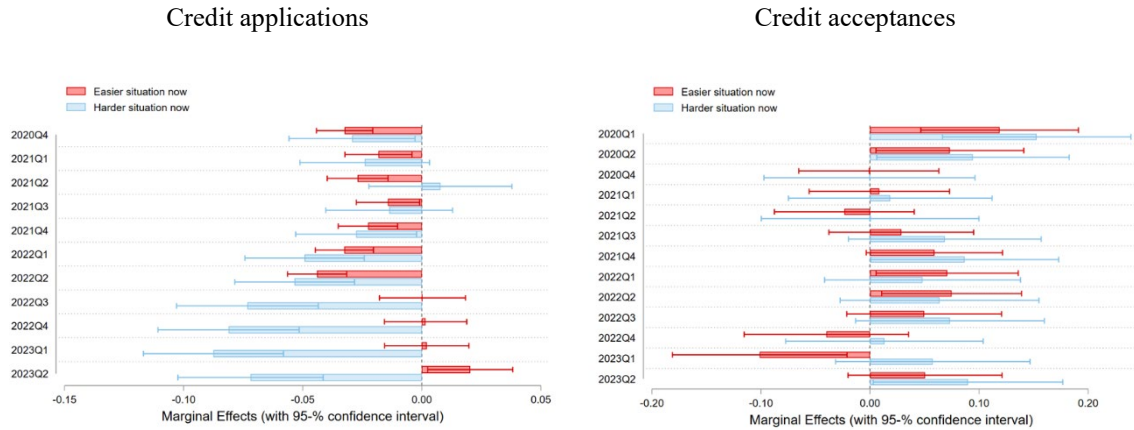 Credit applications
Easier situation now
Harder situation now
2020Q4
2021Q1
2021Q2
2021Q3
2021Q4
2022Q1
2022Q2
2022Q3
2022Q4
2023Q1
2023Q2
-0.15
-0.10
-0.05
0.00
0.05
Marginal Effects (with 95-% confidence interval)
Credit acceptances
Easier situation now
Harder situation now
2020Q1
2020Q2
2020Q4
2021Q1
2021Q2
2021Q3
2021Q4
2022Q1
2022Q2
2022Q3
2022Q4
2023Q1
2023Q2
-0.20
-0.10
0.00
0.10
0.20
Marginal Effects (with 95-% confidence interval)